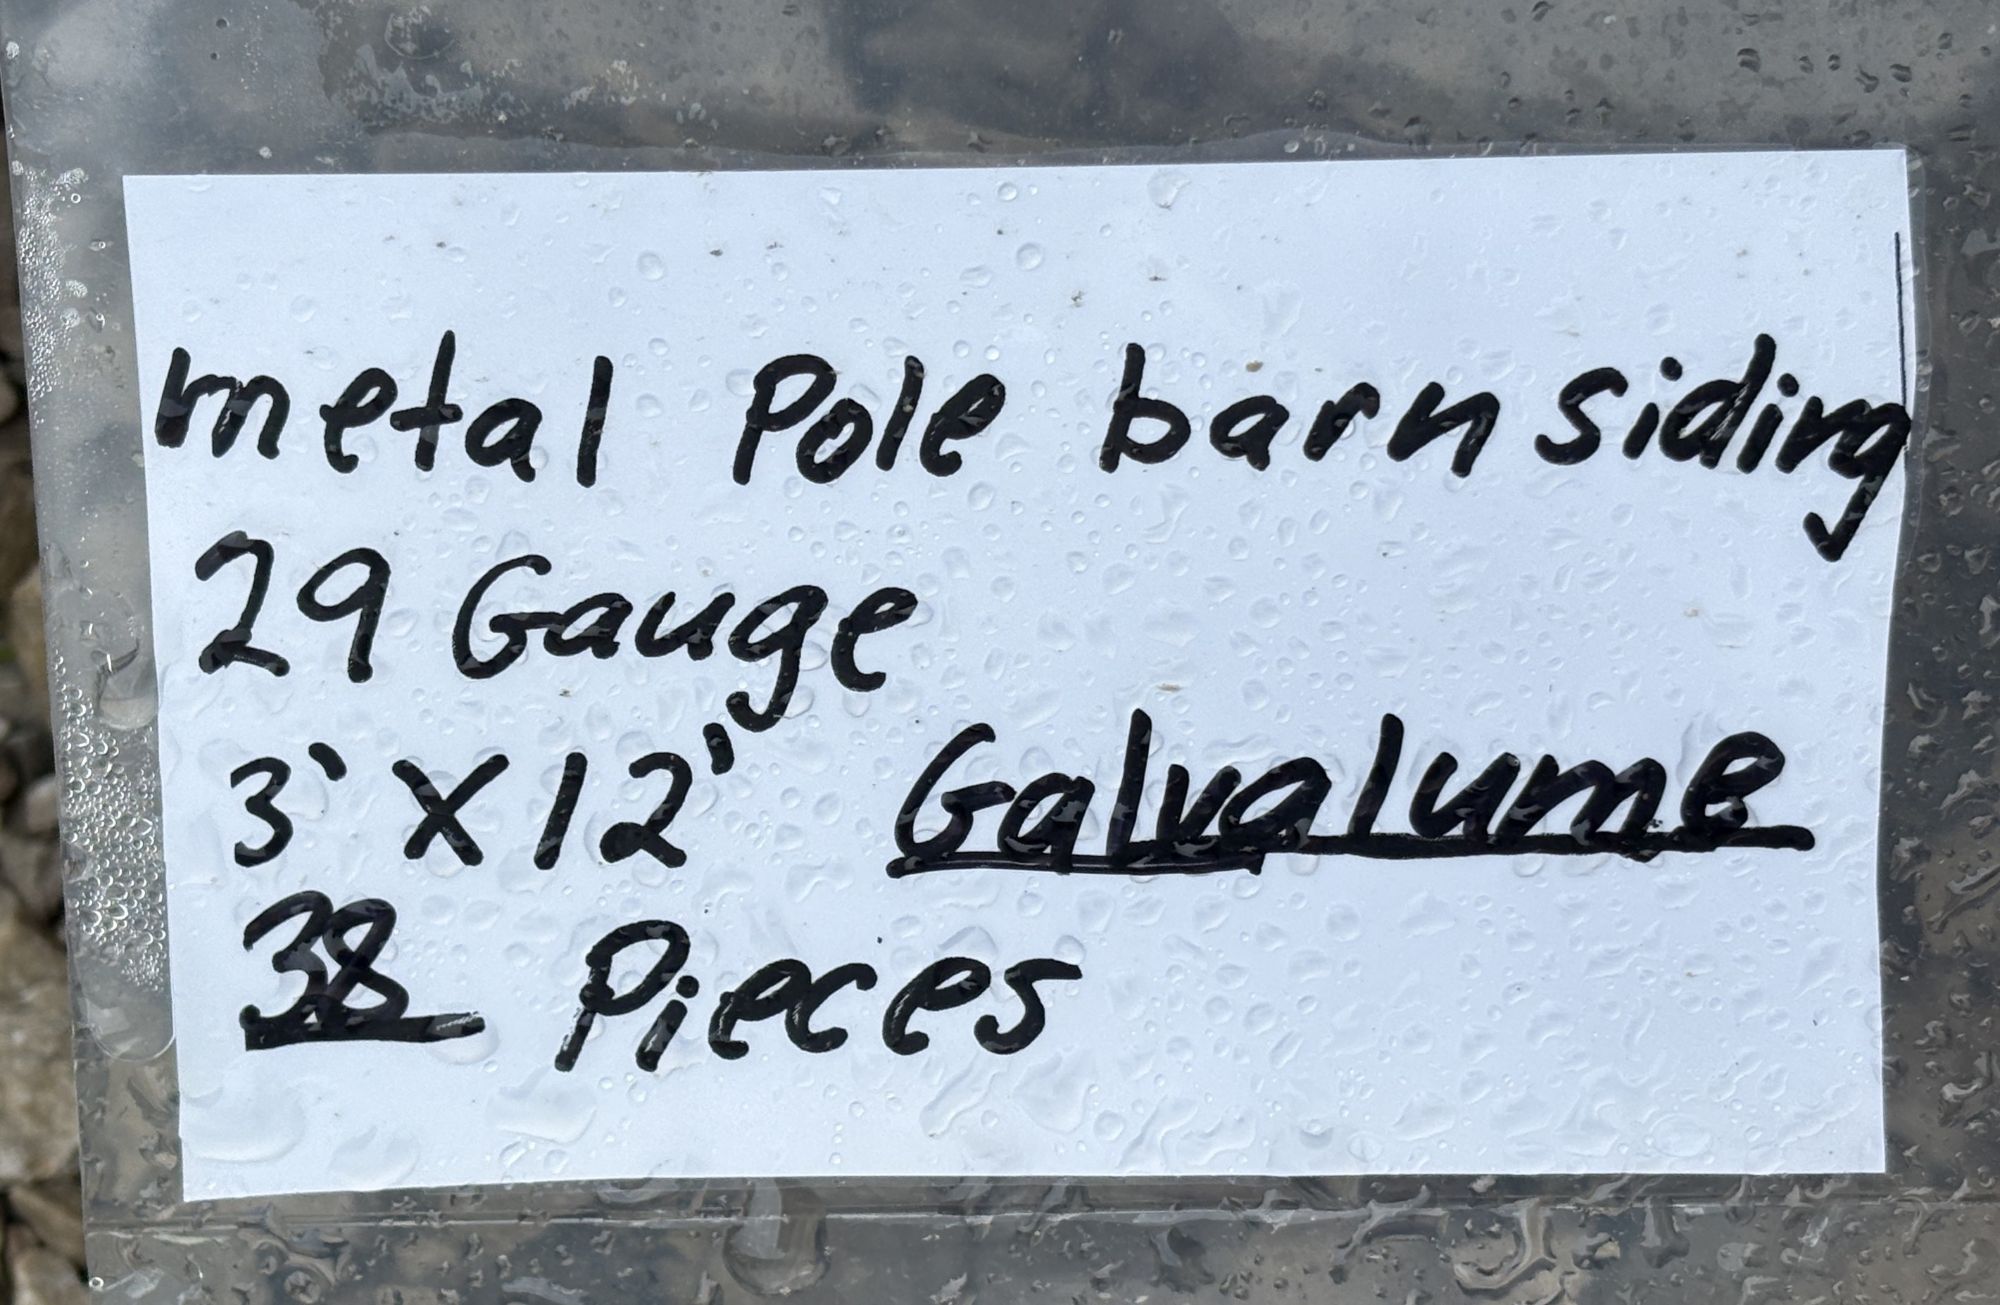 metal Pole barn siding
29 Gauge
3' X 12' Galvalume
38 Pieces